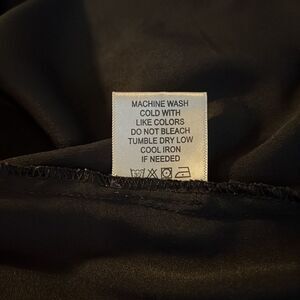 MACHINE WASH
COLD WITH
LIKE COLORS
DO NOT BLEACH
TUMBLE DRY LOW
COOL IRON
IF NEEDED